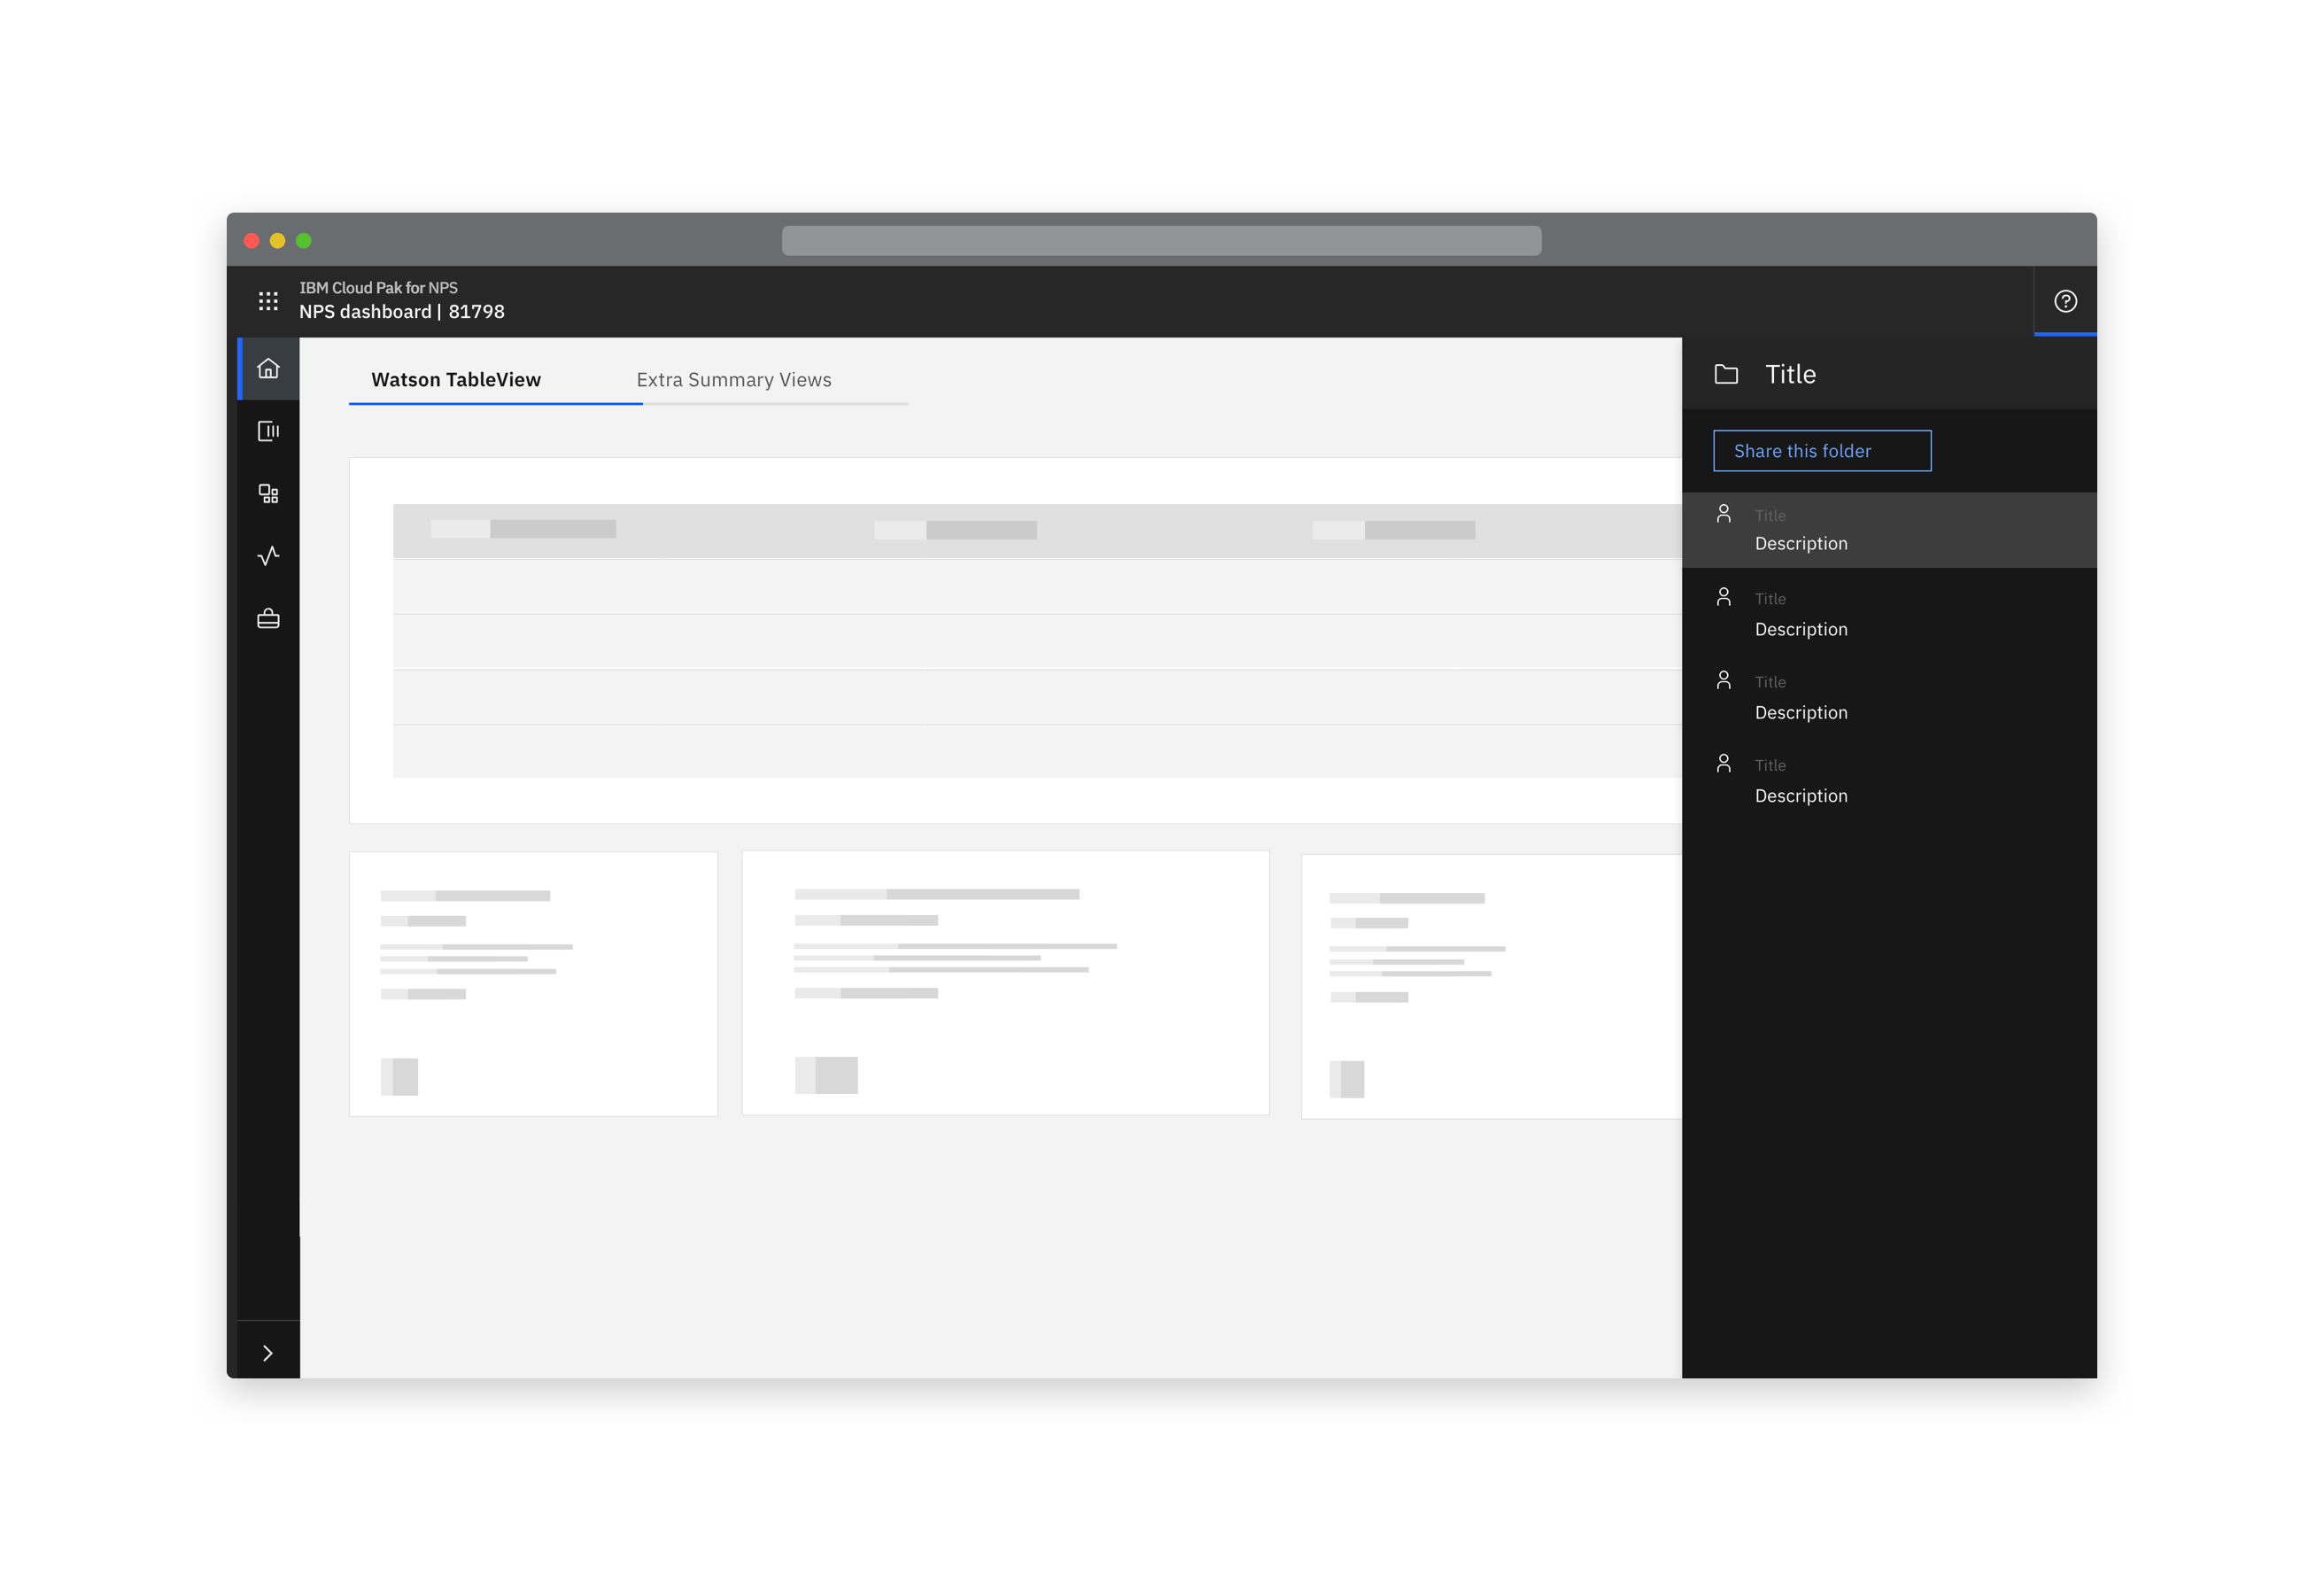 IBM Cloud Pak for NPS
NPS dashboard | 81798
Watson TableView
Extra Summary Views
Title
Share this folder
Title
Description
Title
Description
Title
Description
Title
Description